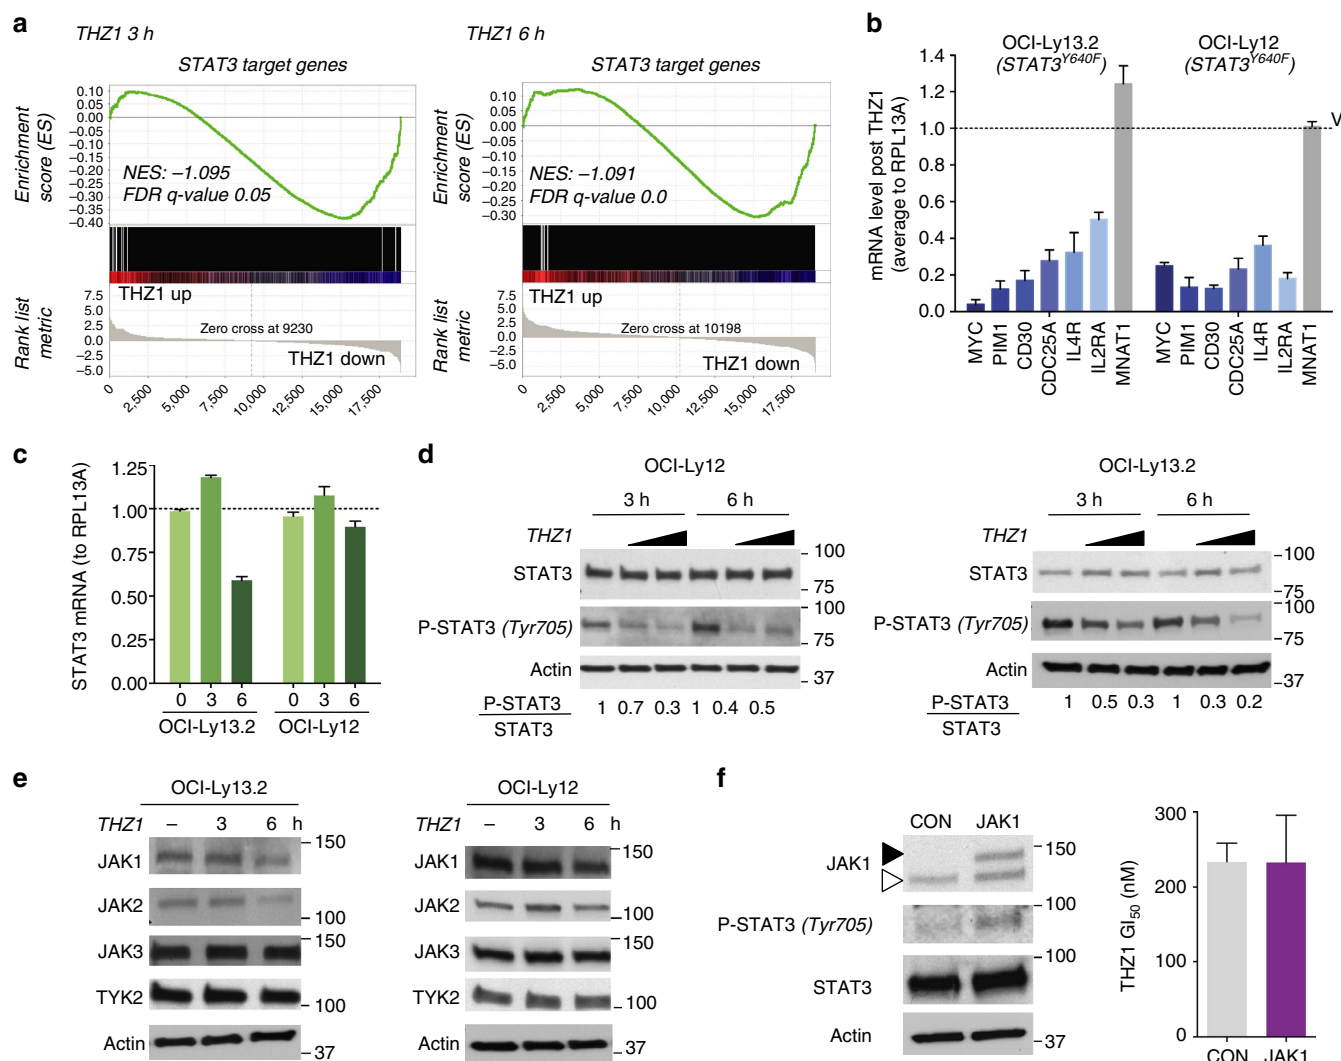 a
THZ1 3 h
STAT3 target genes
Enrichment score (ES)
0.10
0.05
0.00
–0.05
–0.10
–0.15
–0.20
–0.25
–0.30
–0.35
–0.40
NES: –1.095
FDR q-value 0.05
THZ1 up
Rank list metric
7.5
5.0
2.5
0.0
–2.5
–5.0
Zero cross at 9230
THZ1 down
0
2,500
5,000
7,500
10,000
12,500
15,000
17,500
THZ1 6 h
STAT3 target genes
Enrichment score (ES)
0.10
0.05
0.00
–0.05
–0.10
–0.15
–0.20
–0.25
–0.30
NES: –1.091
FDR q-value 0.0
THZ1 up
Rank list metric
7.5
5.0
2.5
0.0
–2.5
–5.0
Zero cross at 10198
THZ1 down
0
2,500
5,000
7,500
10,000
12,500
15,000
17,500
b
OCI-Ly13.2
(STAT3Y640F)
OCI-Ly12
(STAT3Y640F)
mRNA level post THZ1
(average to RPL13A)
1.4
1.2
1.0
0.8
0.6
0.4
0.2
0.0
V
MYC
PIM1
CD30
CDC25A
IL4R
IL2RA
MNAT1
MYC
PIM1
CD30
CDC25A
IL4R
IL2RA
MNAT1
c
STAT3 mRNA (to RPL13A)
1.25
1.00
0.75
0.50
0.25
0.00
0 3 6 0 3 6
OCI-Ly13.2 OCI-Ly12
d
OCI-Ly12
3 h 6 h
THZ1
STAT3
100
75
P-STAT3 (Tyr705)
100
75
Actin
37
P-STAT3
STAT3
1 0.7 0.3 1 0.4 0.5
OCI-Ly13.2
3 h 6 h
THZ1
STAT3
100
75
P-STAT3 (Tyr705)
100
75
Actin
37
P-STAT3
STAT3
1 0.5 0.3 1 0.3 0.2
e
OCI-Ly13.2
THZ1 – 3 6 h
JAK1
150
JAK2
100
JAK3
150
TYK2
100
Actin
37
OCI-Ly12
THZ1 – 3 6 h
JAK1
150
JAK2
100
JAK3
150
TYK2
100
Actin
37
f
CON JAK1
JAK1
150
P-STAT3 (Tyr705)
100
STAT3
100
Actin
37
THZ1 GI50 (nM)
300
200
100
0
CON JAK1